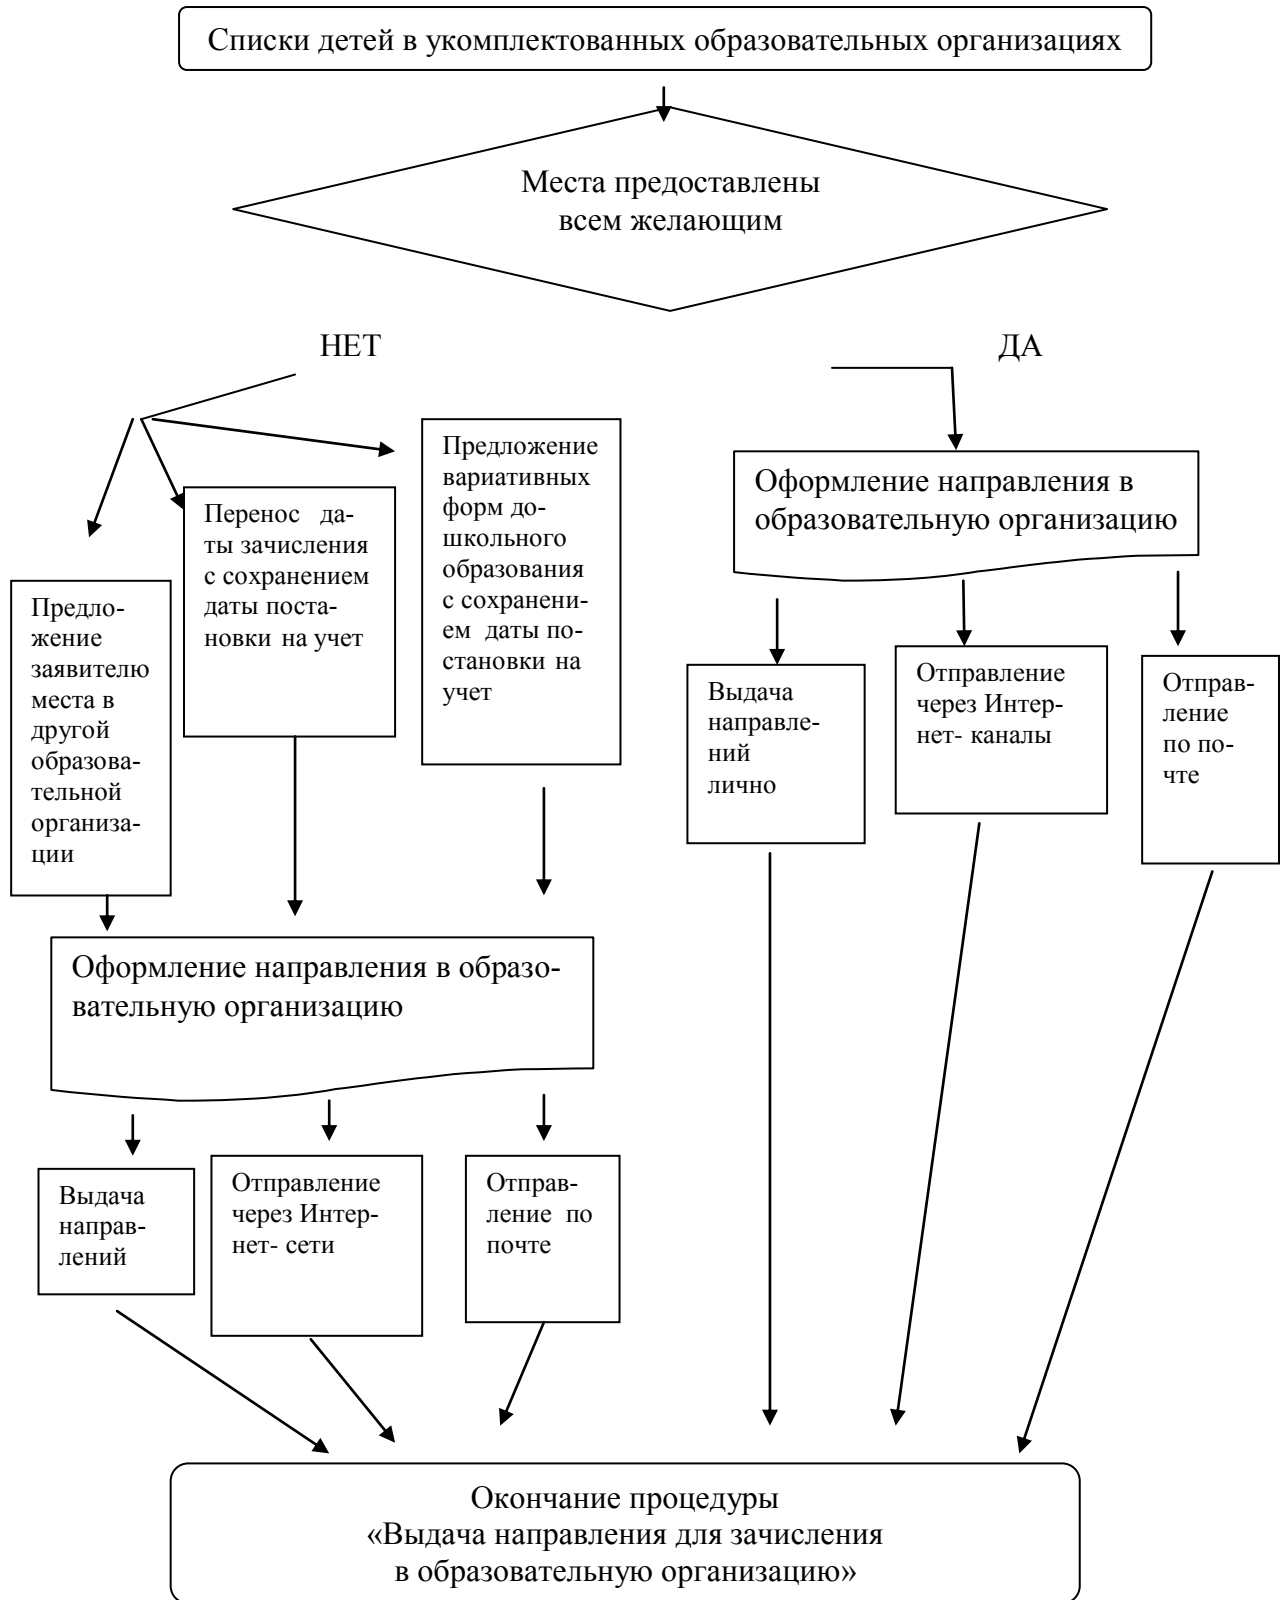 Списки детей в укомплектованных образовательных организациях
Места предоставлены
всем желающим
НЕТ
ДА
Предло-
жение
заявителю
места в
другой
образова-
тельной
организа-
ции
Перенос да-
ты зачисления
с сохранением
даты поста-
новки на учет
Предложение
вариативных
форм до-
школьного
образования
с сохранени-
ем даты по-
становки на
учет
Оформление направления в
образовательную организацию
Выдача
направле-
ний
лично
Отправление
через Интер-
нет- каналы
Отправ-
ление
по по-
чте
Оформление направления в образо-
вательную организацию
Выдача
направ-
лений
Отправление
через Интер-
нет- сети
Отправ-
ление по
почте
Окончание процедуры
«Выдача направления для зачисления
в образовательную организацию»